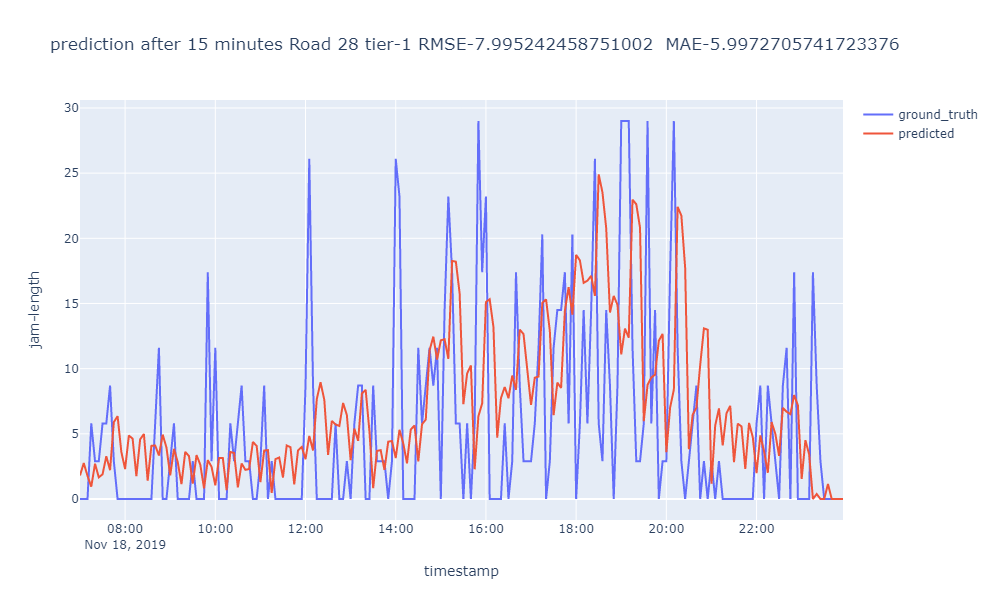 prediction after 15 minutes Road 28 tier-1 RMSE-7.995242458751002  MAE-5.9972705741723376
ground_truth
predicted
30
25
20
15
10
5
0
jam-length
08:00 10:00 12:00 14:00 16:00 18:00 20:00 22:00
Nov 18, 2019
timestamp